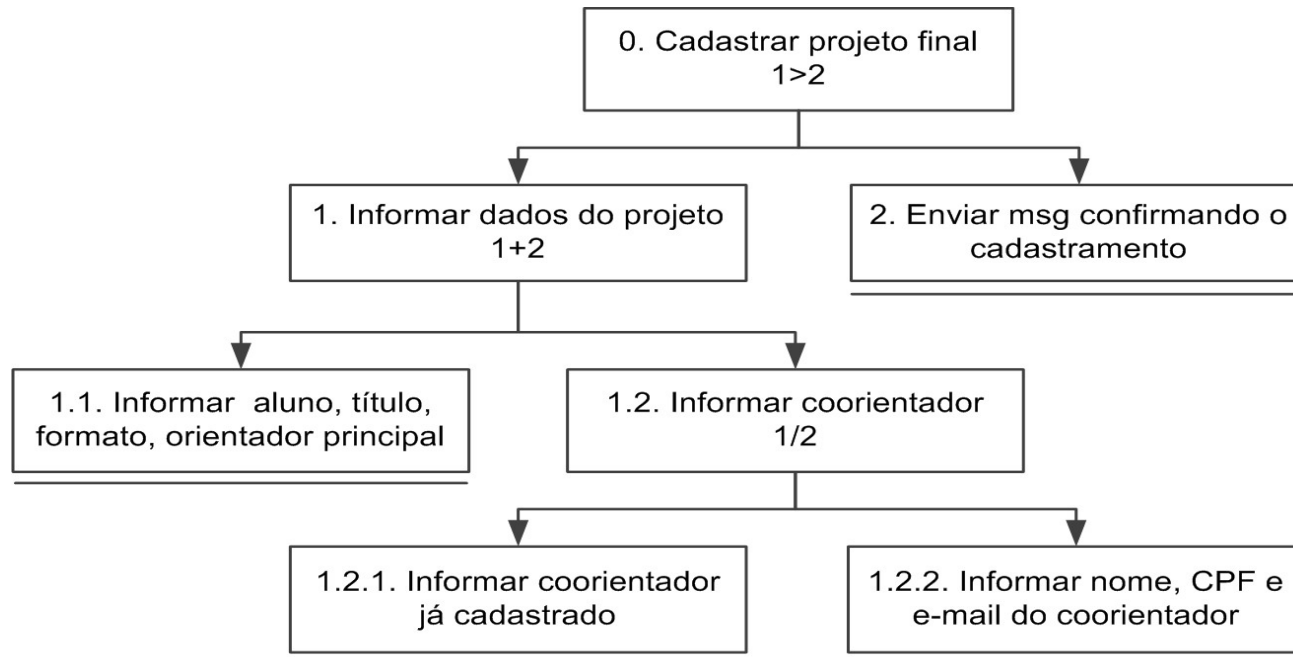 0. Cadastrar projeto final
1>2
1. Informar dados do projeto
1+2
2. Enviar msg confirmando o
cadastramento
1.1. Informar aluno, título,
formato, orientador principal
1.2. Informar coorientador
1/2
1.2.1. Informar coorientador
já cadastrado
1.2.2. Informar nome, CPF e
e-mail do coorientador